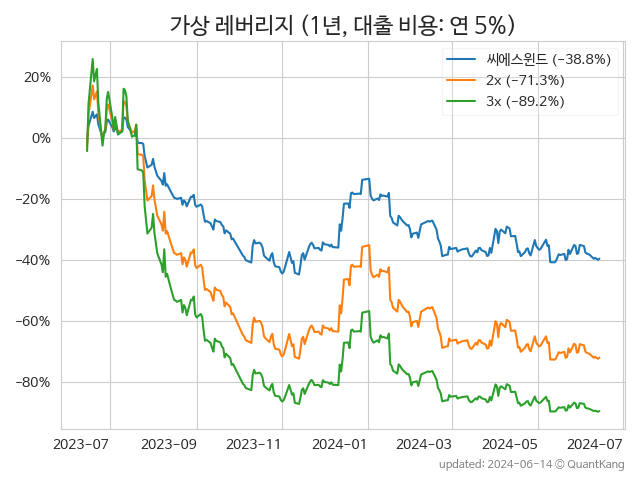 가상 레버리지 (1년, 대출 비용: 연 5%)
씨에스윈드 (−38.8%)
2x (−71.3%)
3x (−89.2%)
20%
0%
−20%
−40%
−60%
−80%
2023-07 2023-09 2023-11 2024-01 2024-03 2024-05 2024-07
updated: 2024-06-14 © QuantKang